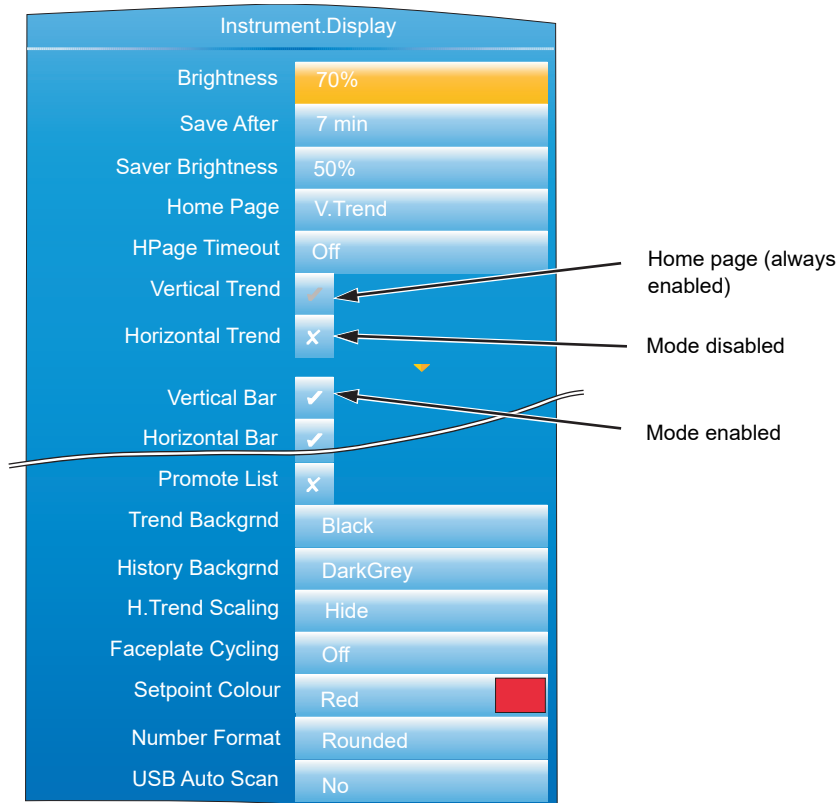 Instrument.Display
Brightness 70%
Save After 7 min
Saver Brightness 50%
Home Page V.Trend
HPage Timeout Off
Vertical Trend ✔
Home page (always
enabled)
Horizontal Trend ✘
Mode disabled
Vertical Bar ✔
Mode enabled
Horizontal Bar ✔
Promote List ✘
Trend Backgrnd Black
History Backgrnd DarkGrey
H.Trend Scaling Hide
Faceplate Cycling Off
Setpoint Colour Red
Number Format Rounded
USB Auto Scan No